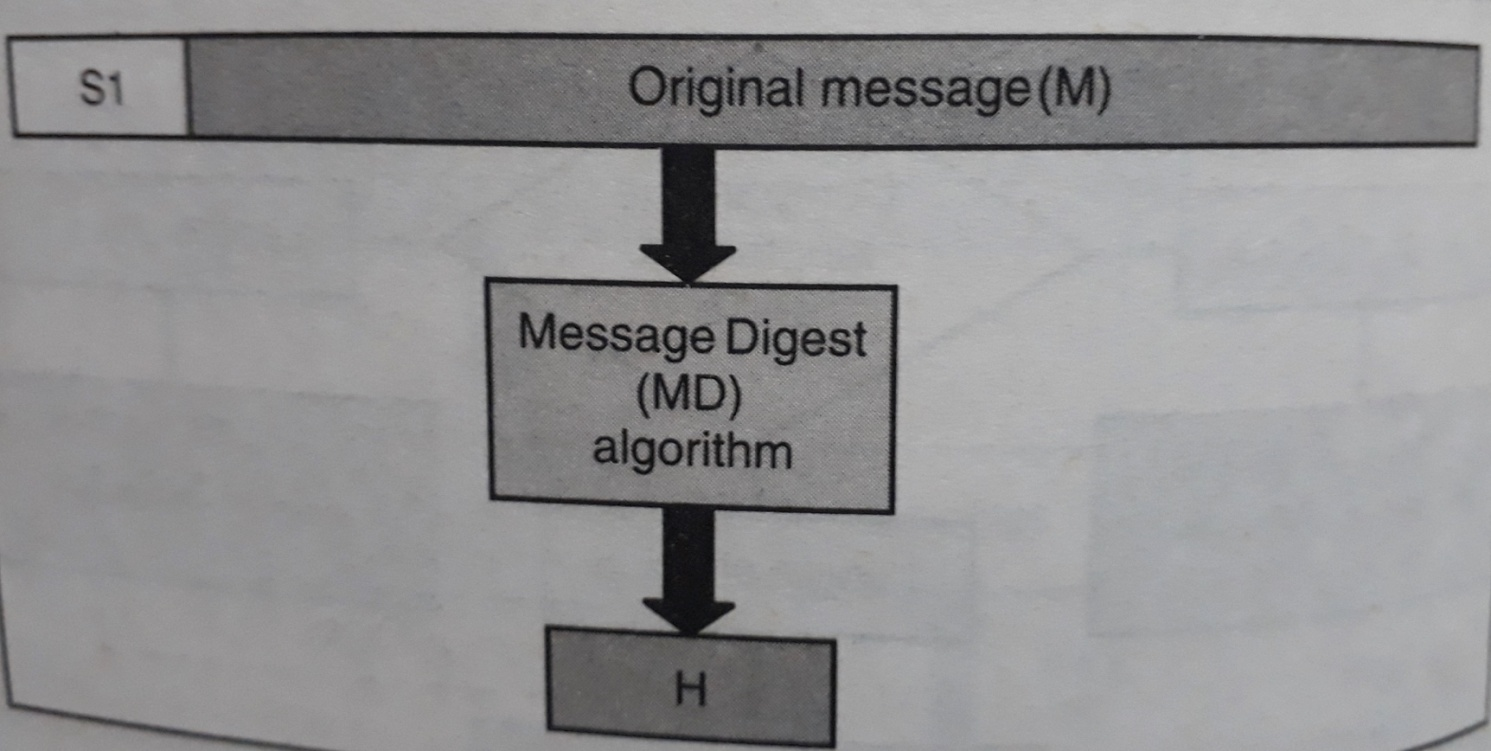 S1 Original message (M)
Message Digest
(MD)
algorithm
H